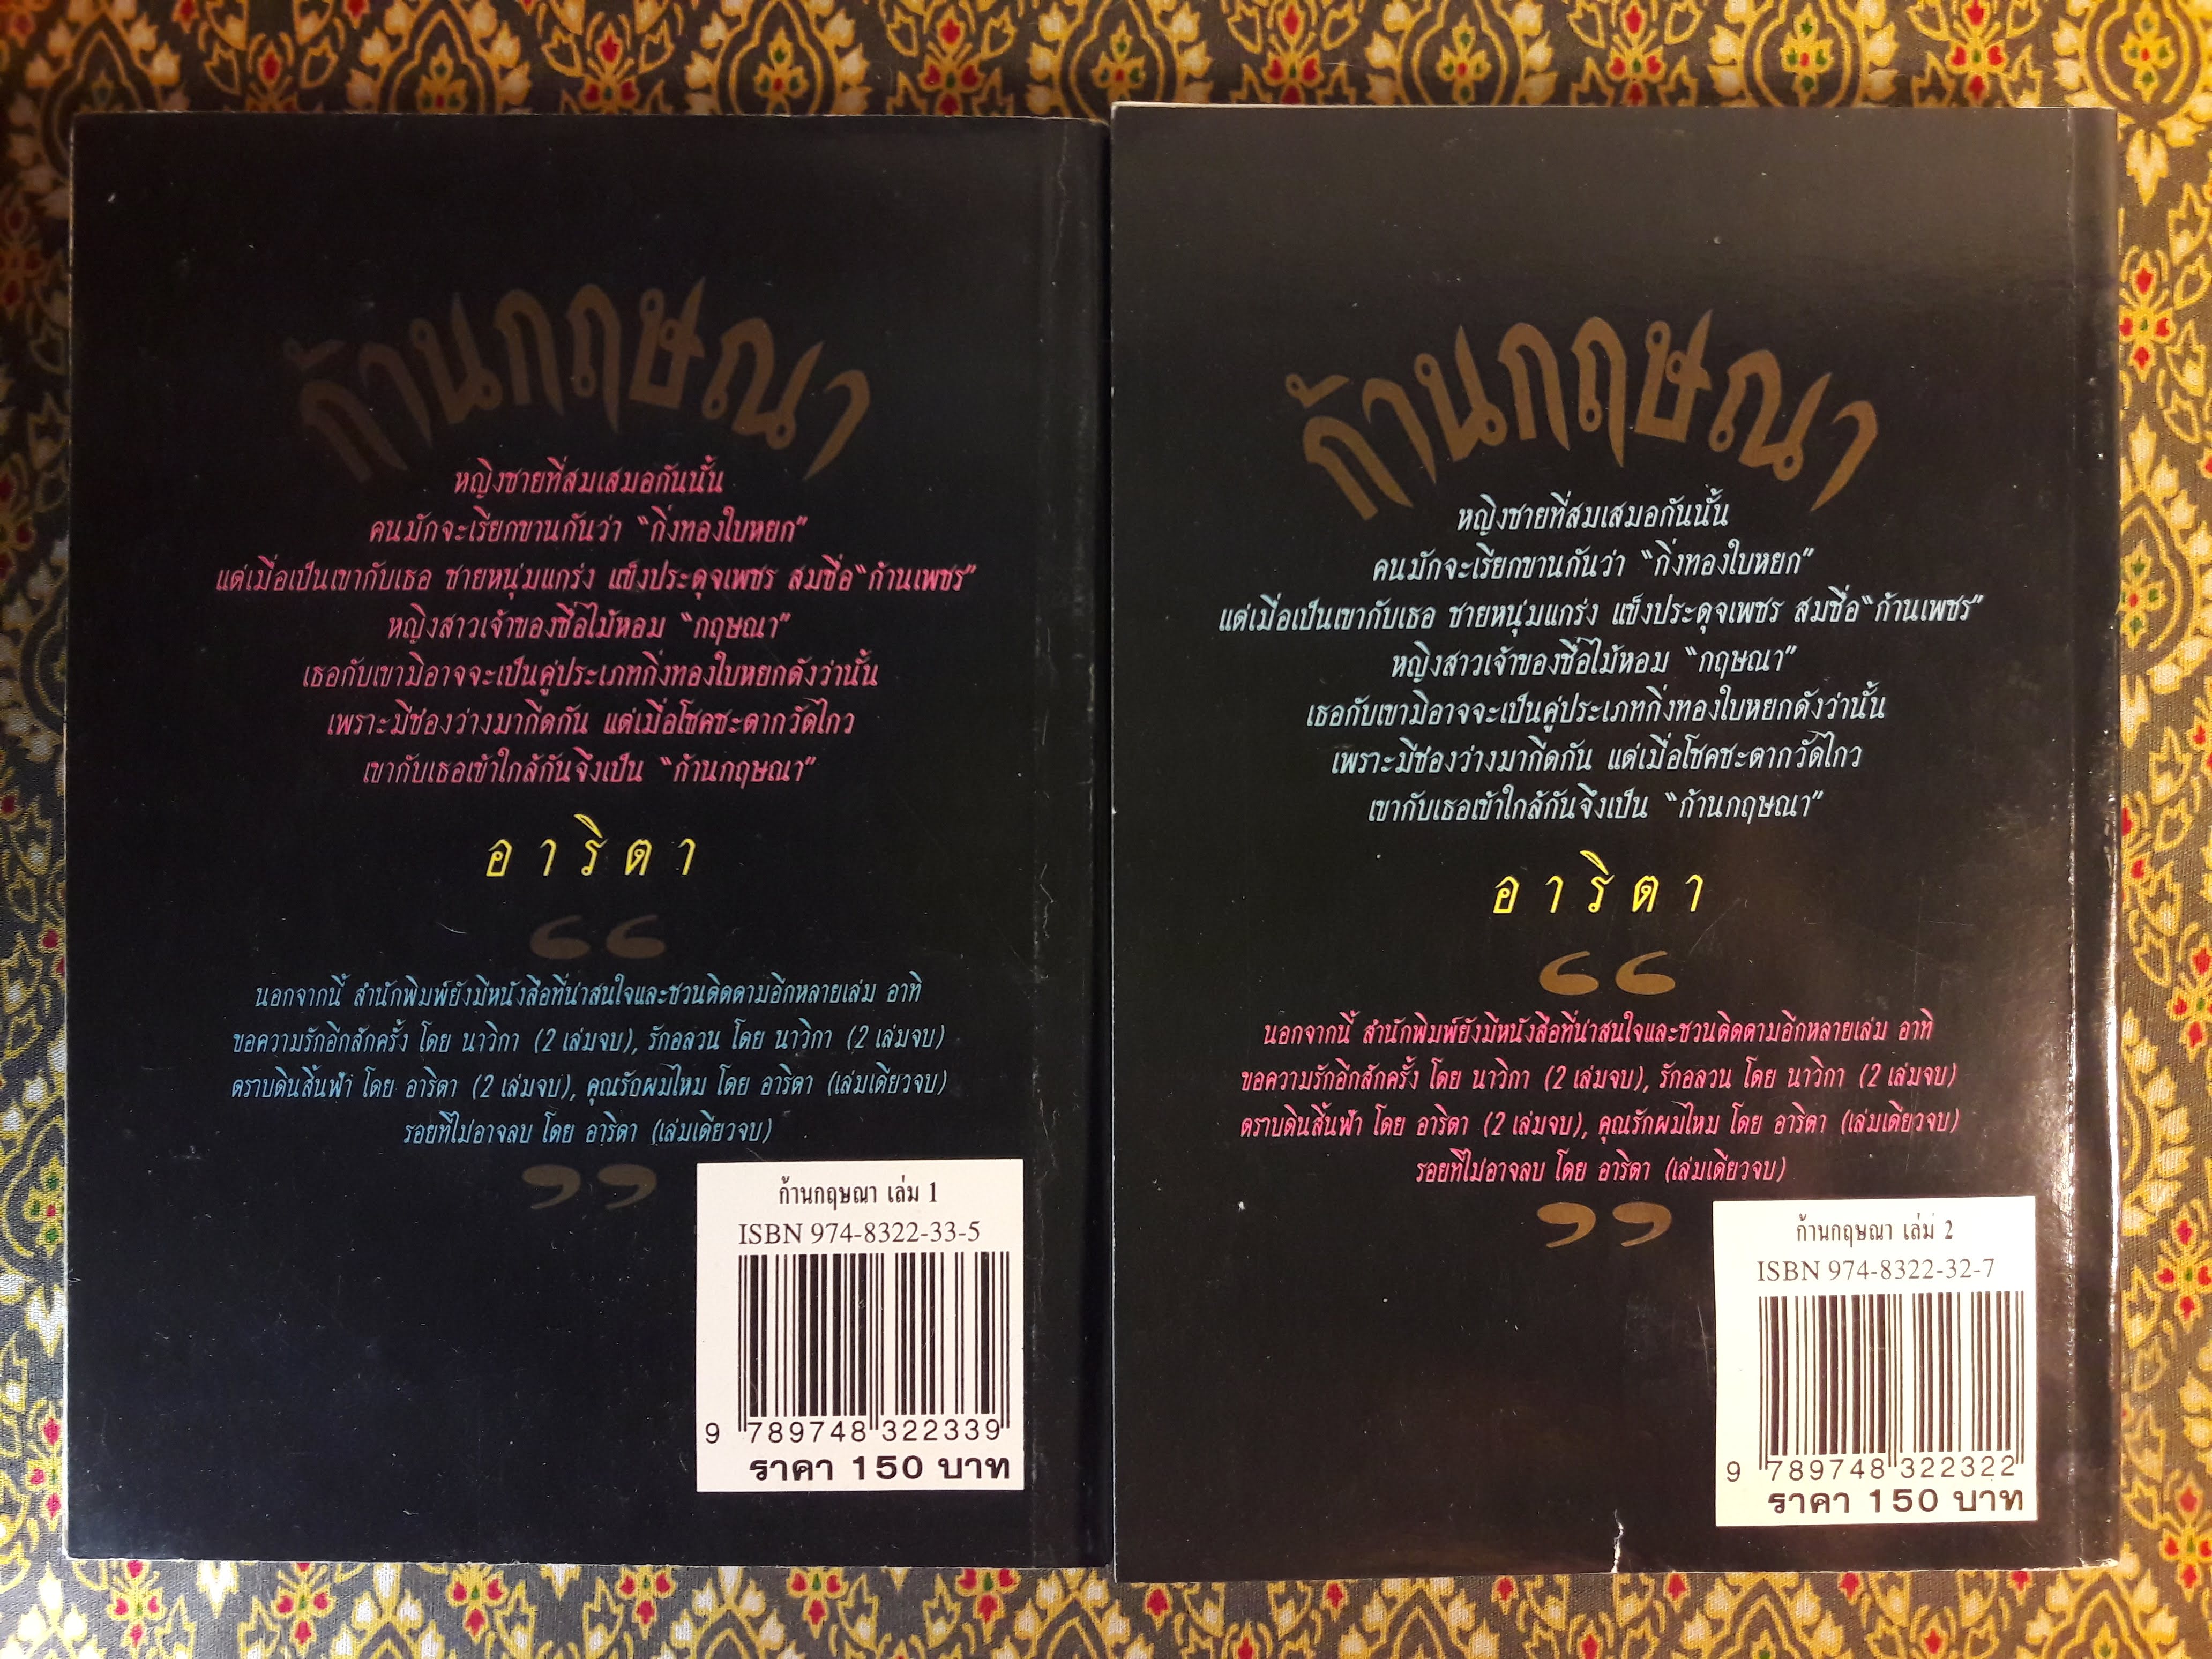 ก้านกฤษณา
หญิงชายที่สมเสมอกันนั้น
คนมักจะเรียกขานกันว่า “กิ่งทองใบหยก”
แต่เมื่อเป็นเขากับเธอ ชายหนุ่มแกร่ง แข็งประดุจเพชร สมชื่อ“ก้านเพชร”
หญิงสาวเจ้าของชื่อไม้หอม “กฤษณา”
เธอกับเขามิอาจจะเป็นคู่ประเภทกิ่งทองใบหยกดังว่านั้น
เพราะมีช่องว่างมากีดกัน แต่เมื่อโชคชะตากวัดไกว
เขากับเธอเข้าใกล้กันจึงเป็น “ก้านกฤษณา”
อาริตา
“
นอกจากนี้ สำนักพิมพ์ยังมีหนังสือที่น่าสนใจและชวนติดตามอีกหลายเล่ม อาทิ
ขอความรักอีกสักครั้ง โดย นาวิกา (2 เล่มจบ), รักอลวน โดย นาวิกา (2 เล่มจบ)
ตราบดินสิ้นฟ้า โดย อาริตา (2 เล่มจบ), คุณรักผมไหม โดย อาริตา (เล่มเดียวจบ)
รอยที่ไม่อาจลบ โดย อาริตา (เล่มเดียวจบ)
”
ก้านกฤษณา เล่ม 1
ISBN 974-8322-33-5
9 789748 322339
ราคา 150 บาท
ก้านกฤษณา
หญิงชายที่สมเสมอกันนั้น
คนมักจะเรียกขานกันว่า “กิ่งทองใบหยก”
แต่เมื่อเป็นเขากับเธอ ชายหนุ่มแกร่ง แข็งประดุจเพชร สมชื่อ“ก้านเพชร”
หญิงสาวเจ้าของชื่อไม้หอม “กฤษณา”
เธอกับเขามิอาจจะเป็นคู่ประเภทกิ่งทองใบหยกดังว่านั้น
เพราะมีช่องว่างมากีดกัน แต่เมื่อโชคชะตากวัดไกว
เขากับเธอเข้าใกล้กันจึงเป็น “ก้านกฤษณา”
อาริตา
“
นอกจากนี้ สำนักพิมพ์ยังมีหนังสือที่น่าสนใจและชวนติดตามอีกหลายเล่ม อาทิ
ขอความรักอีกสักครั้ง โดย นาวิกา (2 เล่มจบ), รักอลวน โดย นาวิกา (2 เล่มจบ)
ตราบดินสิ้นฟ้า โดย อาริตา (2 เล่มจบ), คุณรักผมไหม โดย อาริตา (เล่มเดียวจบ)
รอยที่ไม่อาจลบ โดย อาริตา (เล่มเดียวจบ)
”
ก้านกฤษณา เล่ม 2
ISBN 974-8322-32-7
9 789748 322322
ราคา 150 บาท